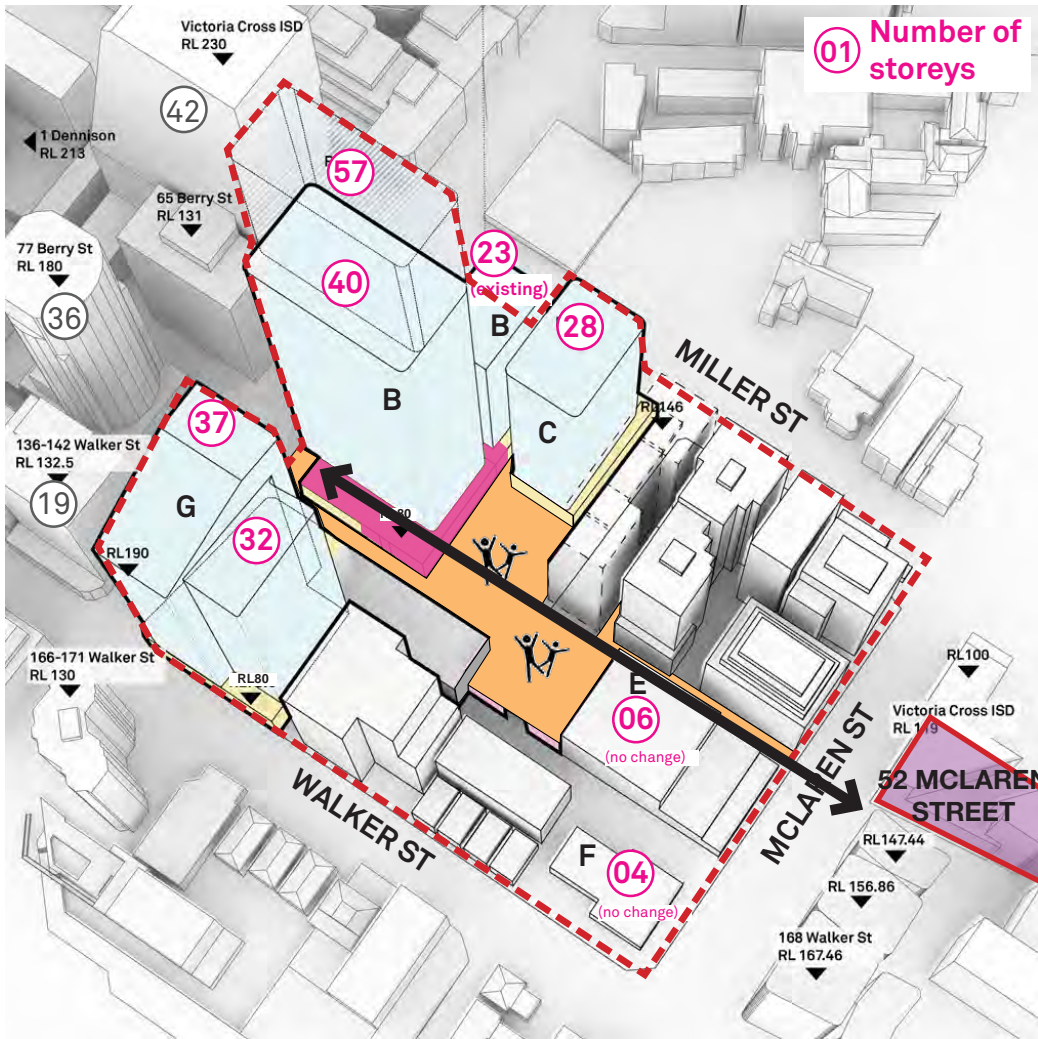 01 Number of
storeys
Victoria Cross ISD
RL 230
42
1 Dennison
RL 213
57
65 Berry St
RL 131
77 Berry St
RL 180
36
40
23
(existing)
B
28
MILLER ST
B
C
RL146
37
136-142 Walker St
RL 132.5
19
G
32
RL190
166-171 Walker St
RL 130
RL80
E
06
(no change)
RL100
Victoria Cross ISD
RL 119
52 MCLAREN
STREET
MCLAREN ST
WALKER ST
F
04
(no change)
RL147.44
RL 156.86
168 Walker St
RL 167.46